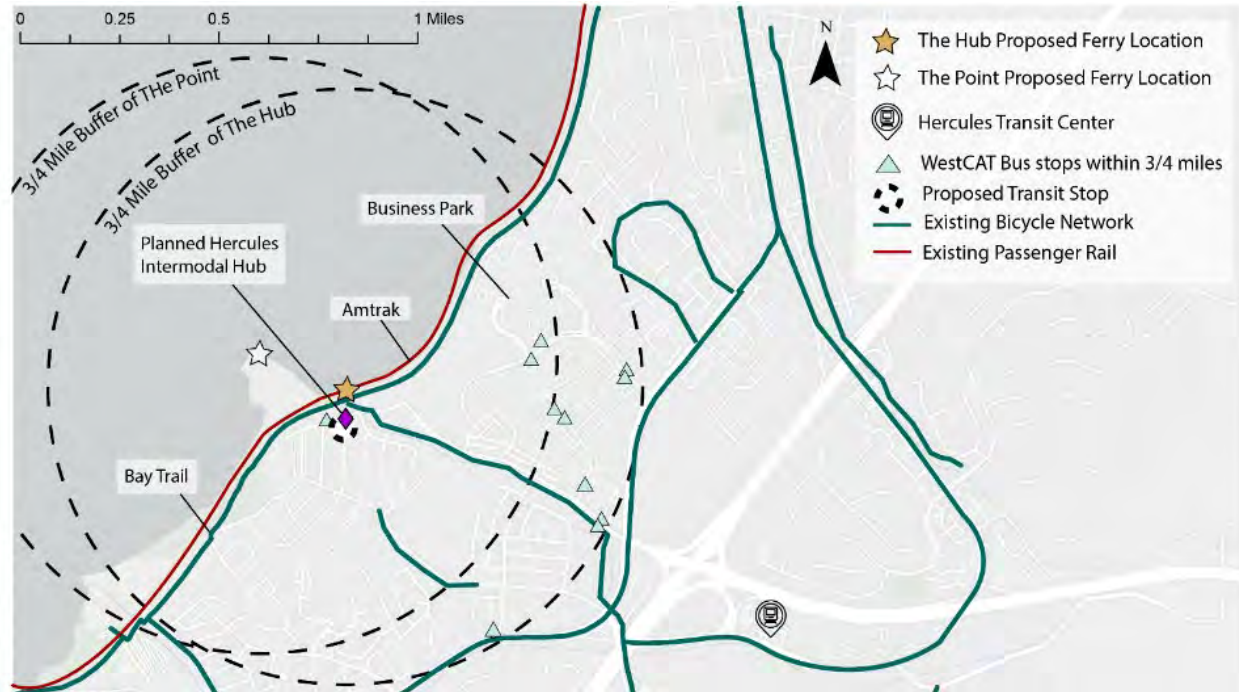 0 0.25 0.5 1 Miles
N
The Hub Proposed Ferry Location
The Point Proposed Ferry Location
Hercules Transit Center
WestCAT Bus stops within 3/4 miles
Proposed Transit Stop
Existing Bicycle Network
Existing Passenger Rail
3/4 Mile Buffer of THe Point
3/4 Mile Buffer of The Hub
Business Park
Planned Hercules
Intermodal Hub
Amtrak
Bay Trail